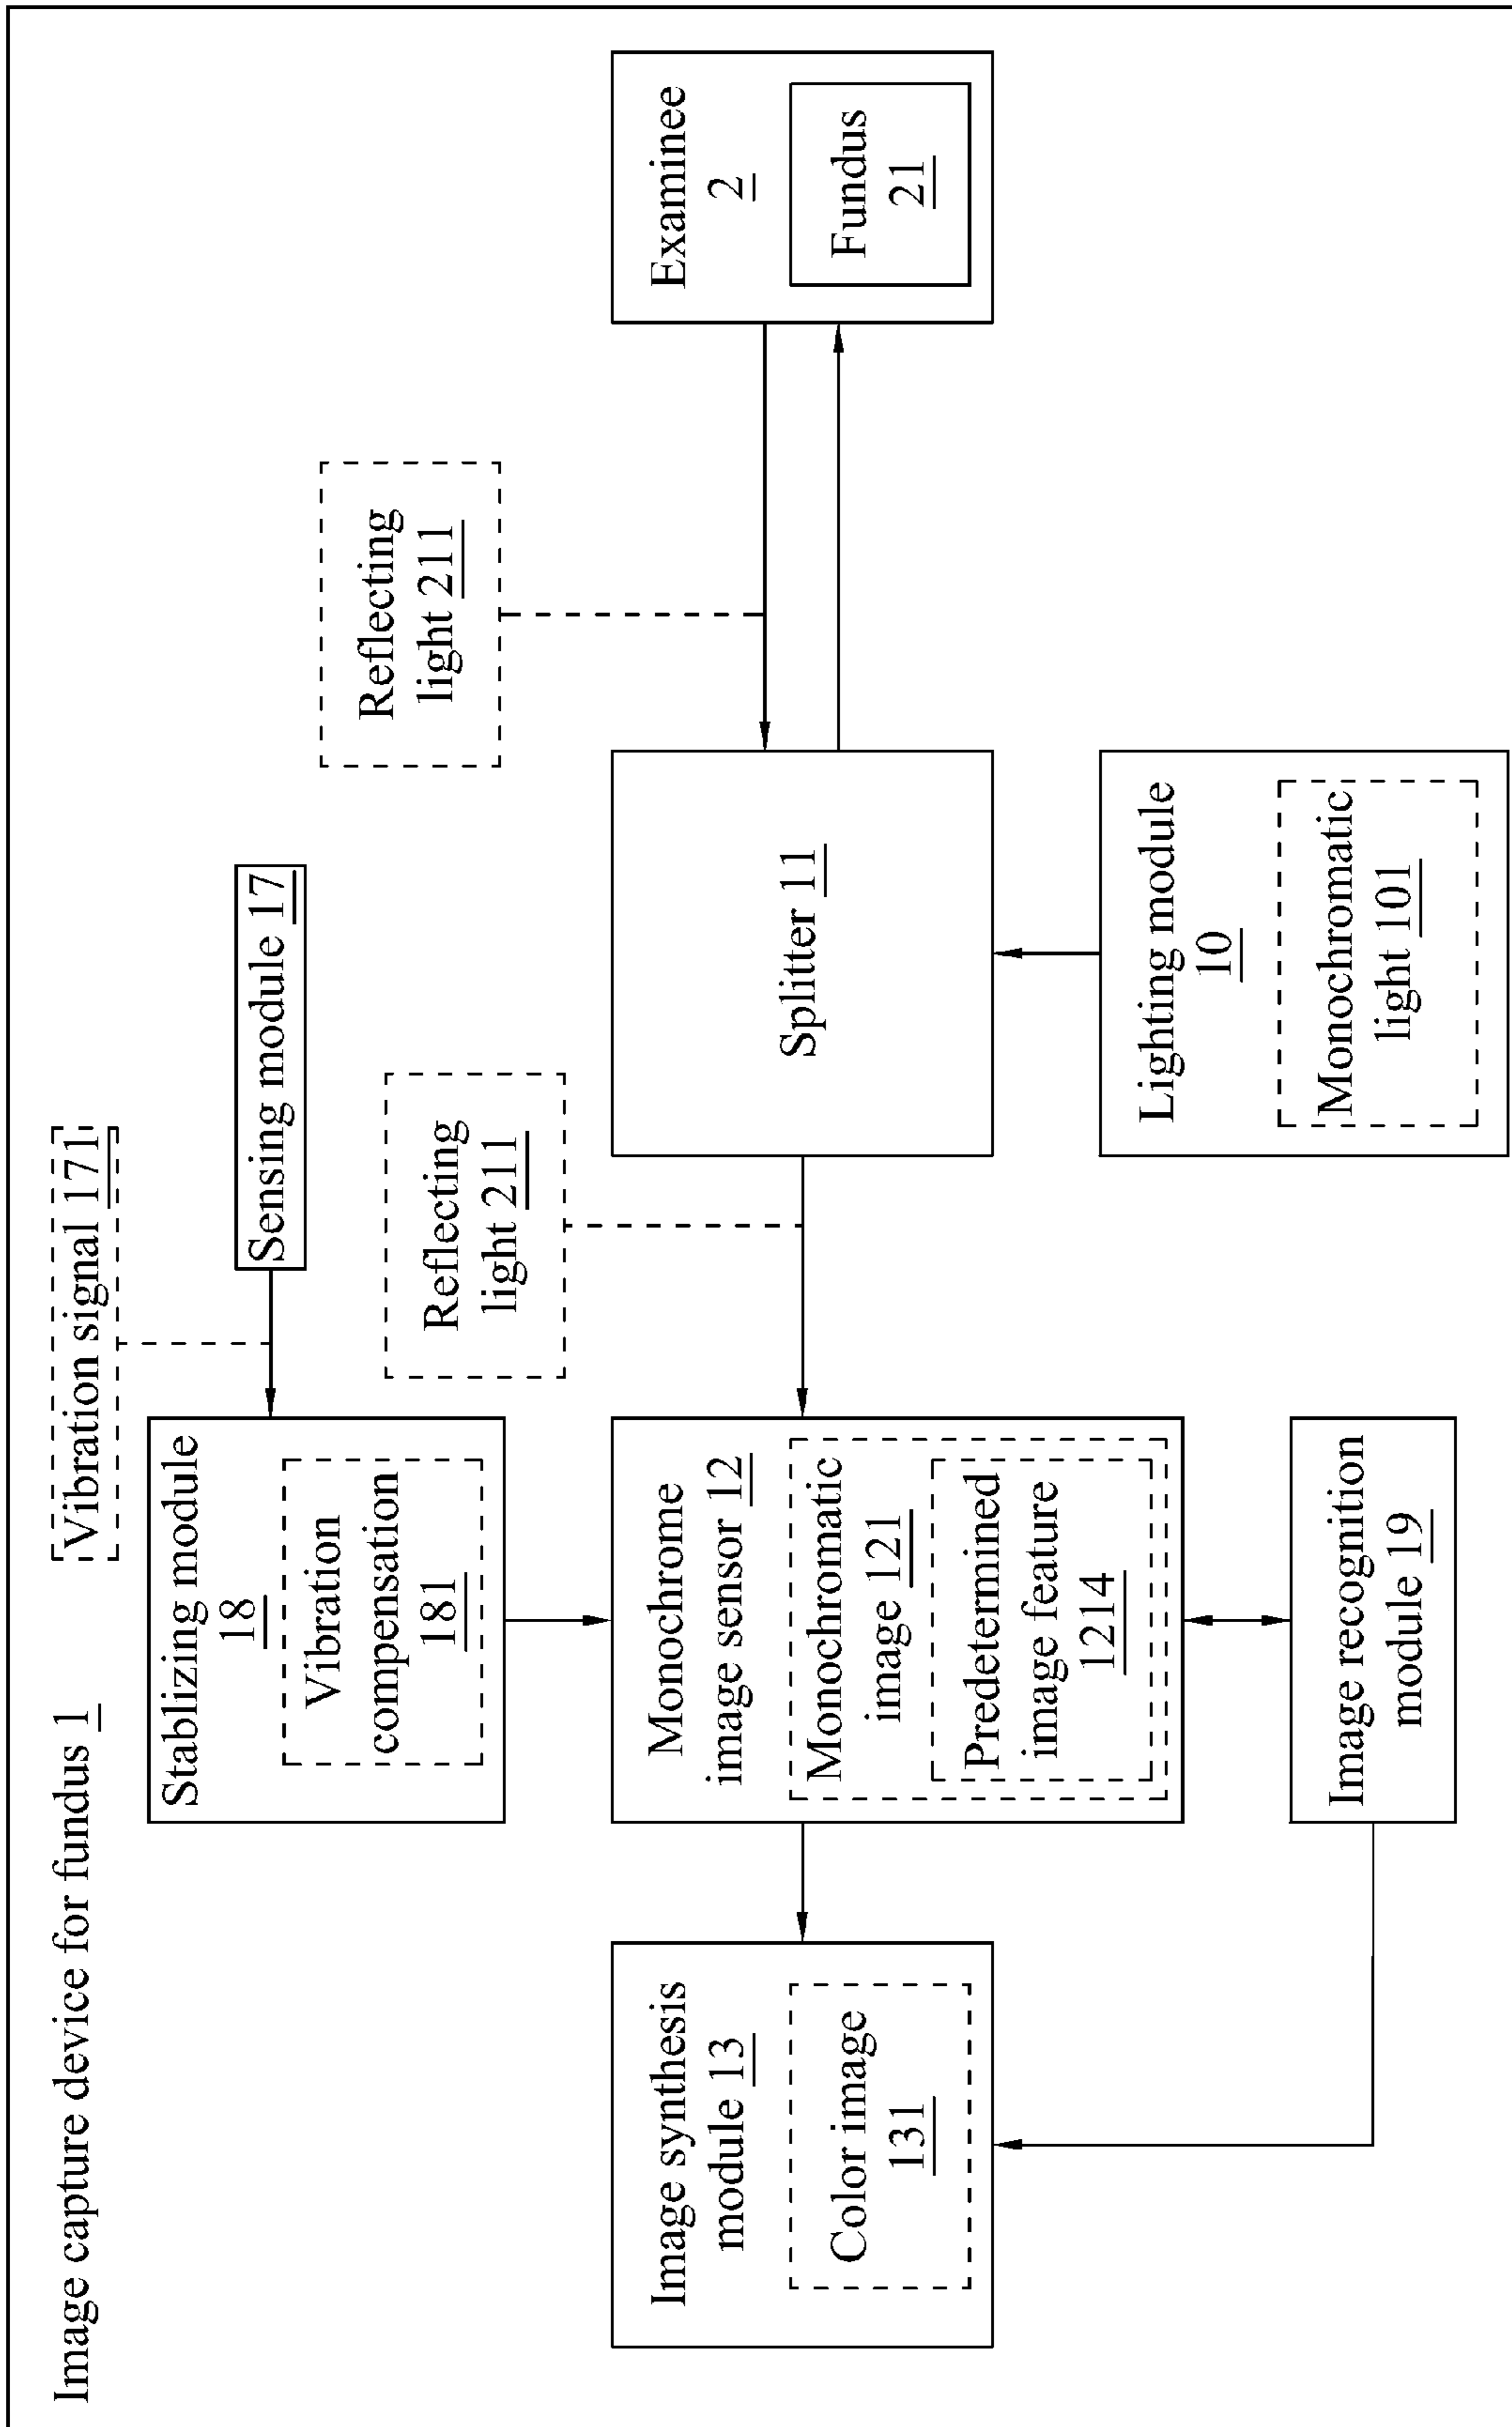 Image capture device for fundus 1
Vibration signal 171
Stablizing module
18
Vibration
compensation
181
Sensing module 17
Reflecting
light 211
Reflecting
light 211
Image synthesis
module 13
Color image
131
Monochrome
image sensor 12
Monochromatic
image 121
Predetermined
image feature
1214
Splitter 11
Examinee
2
Fundus
21
Image recognition
module 19
Lighting module
10
Monochromatic
light 101